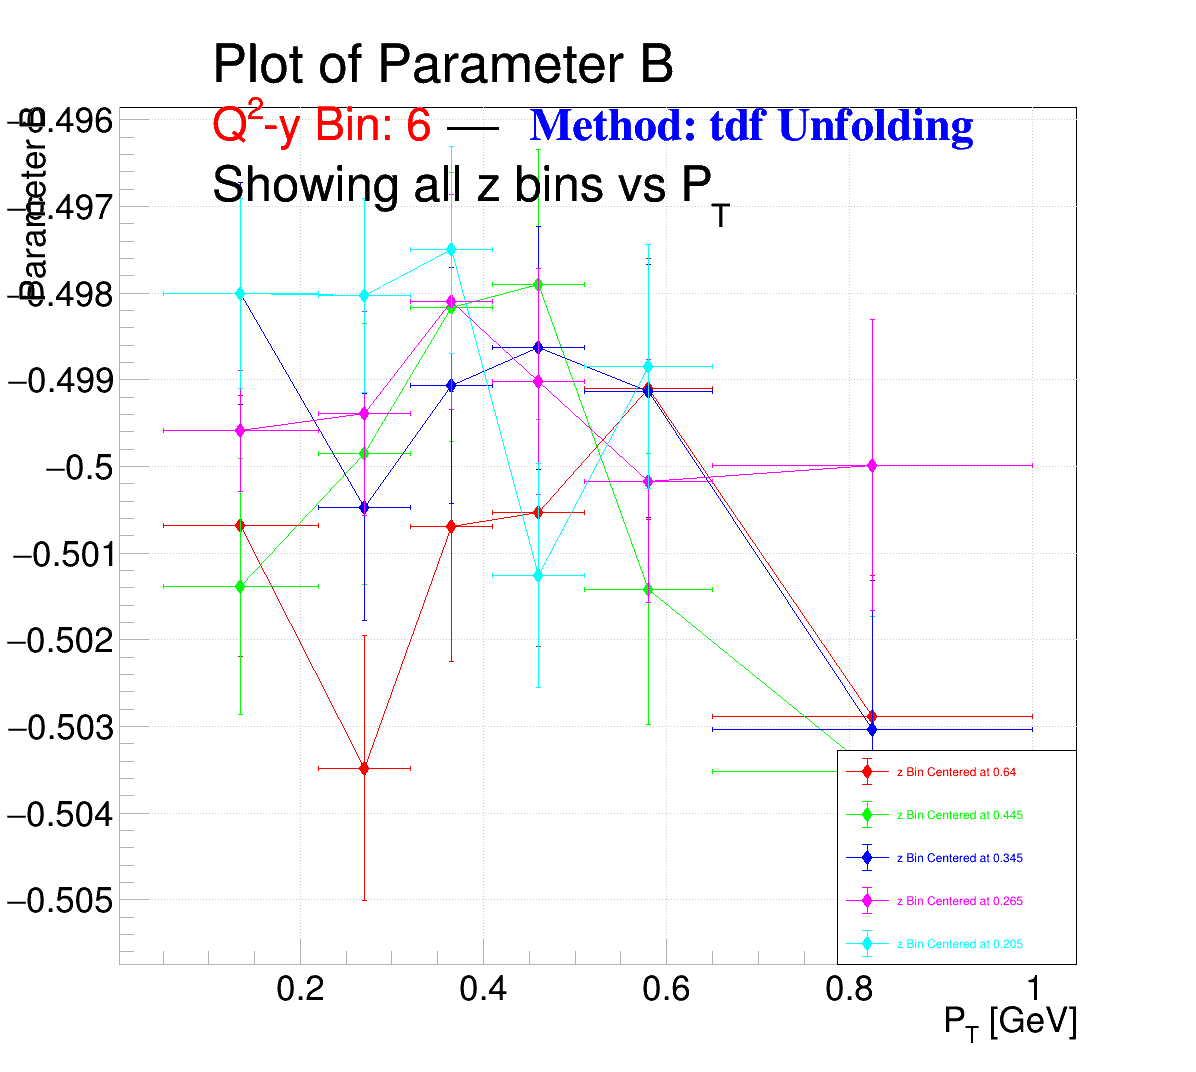 Plot of Parameter B
Q²-y Bin: 6 — Method: tdf Unfolding
Showing all z bins vs P_T
Parameter B
−0.496
−0.497
−0.498
−0.499
−0.5
−0.501
−0.502
−0.503
−0.504
−0.505
z Bin Centered at 0.64
z Bin Centered at 0.445
z Bin Centered at 0.345
z Bin Centered at 0.265
z Bin Centered at 0.205
0.2 0.4 0.6 0.8 1
P_T [GeV]